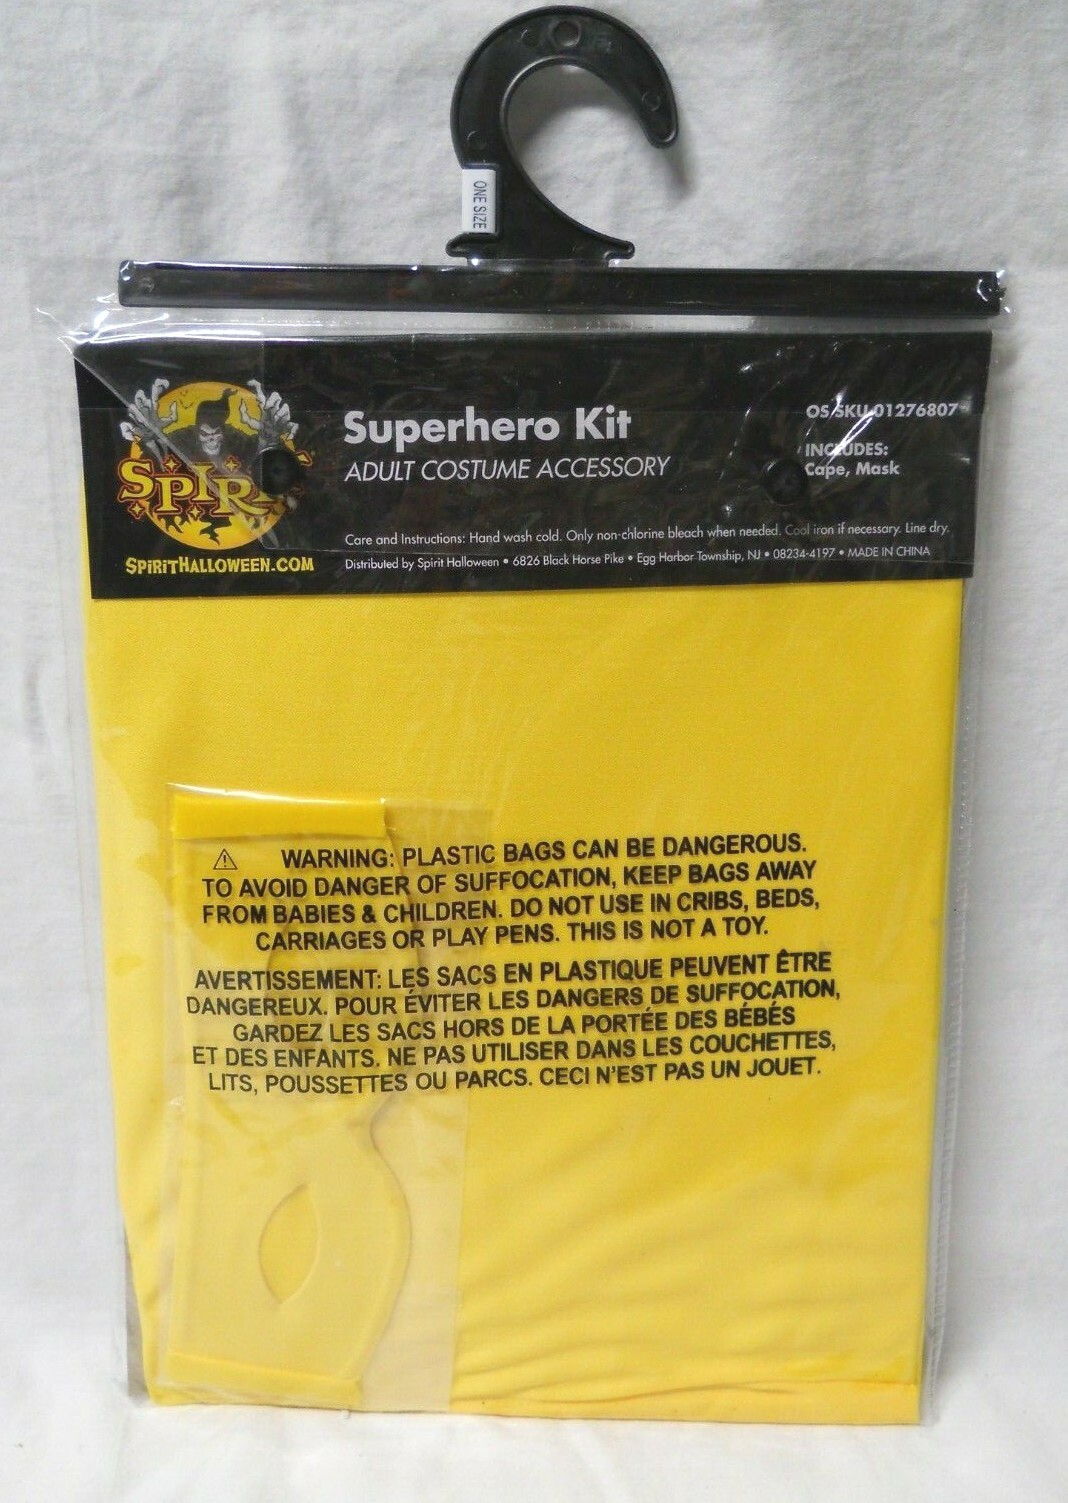 ONE SIZE
SPIRI
SPIRITHALLOWEEN.COM
Superhero Kit
ADULT COSTUME ACCESSORY
OS/SKU 01276807
INCLUDES:
Cape, Mask
Care and Instructions: Hand wash cold. Only non-chlorine bleach when needed. Cool iron if necessary. Line dry.
Distributed by Spirit Halloween • 6826 Black Horse Pike • Egg Harbor Township, NJ • 08234-4197 • MADE IN CHINA
⚠ WARNING: PLASTIC BAGS CAN BE DANGEROUS.
TO AVOID DANGER OF SUFFOCATION, KEEP BAGS AWAY
FROM BABIES & CHILDREN. DO NOT USE IN CRIBS, BEDS,
CARRIAGES OR PLAY PENS. THIS IS NOT A TOY.
AVERTISSEMENT: LES SACS EN PLASTIQUE PEUVENT ÊTRE
DANGEREUX. POUR ÉVITER LES DANGERS DE SUFFOCATION,
GARDEZ LES SACS HORS DE LA PORTÉE DES BÉBÉS
ET DES ENFANTS. NE PAS UTILISER DANS LES COUCHETTES,
LITS, POUSSETTES OU PARCS. CECI N'EST PAS UN JOUET.